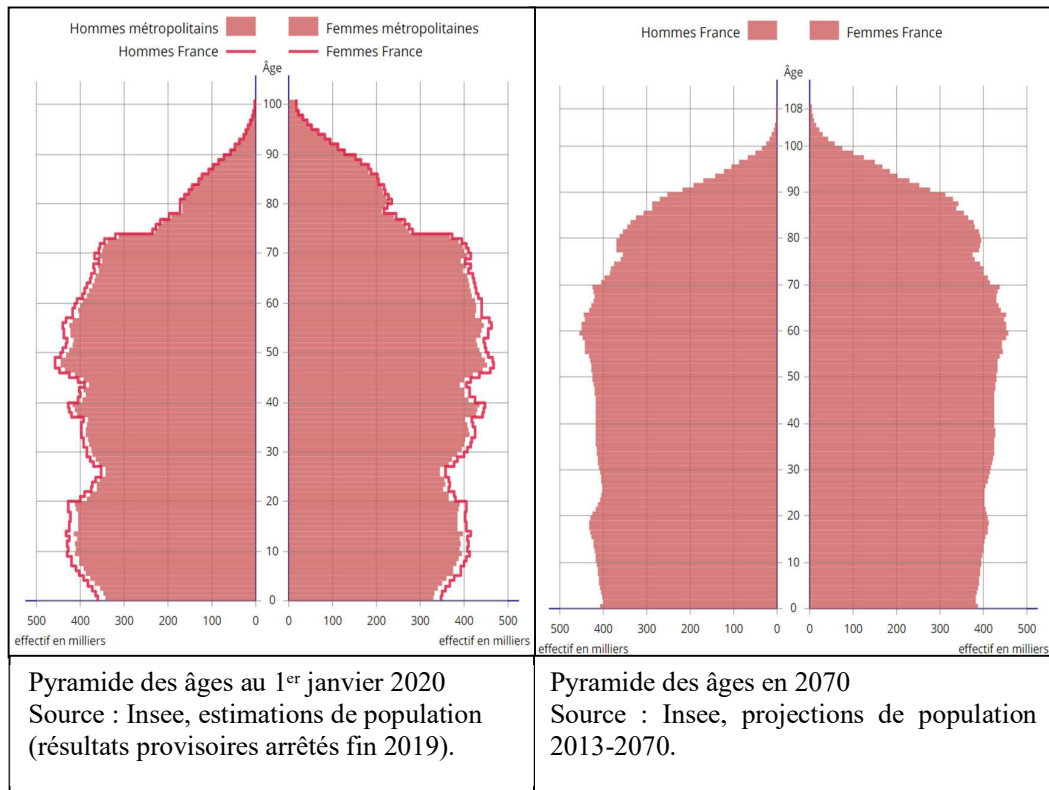 Hommes métropolitains
Femmes métropolitaines
Hommes France
Femmes France
Âge
100
90
80
70
60
50
40
30
20
10
0
500 400 300 200 100 0
0 100 200 300 400 500
effectif en milliers
effectif en milliers
Hommes France
Femmes France
Âge
108
100
90
80
70
60
50
40
30
20
10
0
500 400 300 200 100 0
0 100 200 300 400 500
effectif en milliers
effectif en milliers
Pyramide des âges au 1er janvier 2020
Source : Insee, estimations de population
(résultats provisoires arrêtés fin 2019).
Pyramide des âges en 2070
Source : Insee, projections de population
2013-2070.